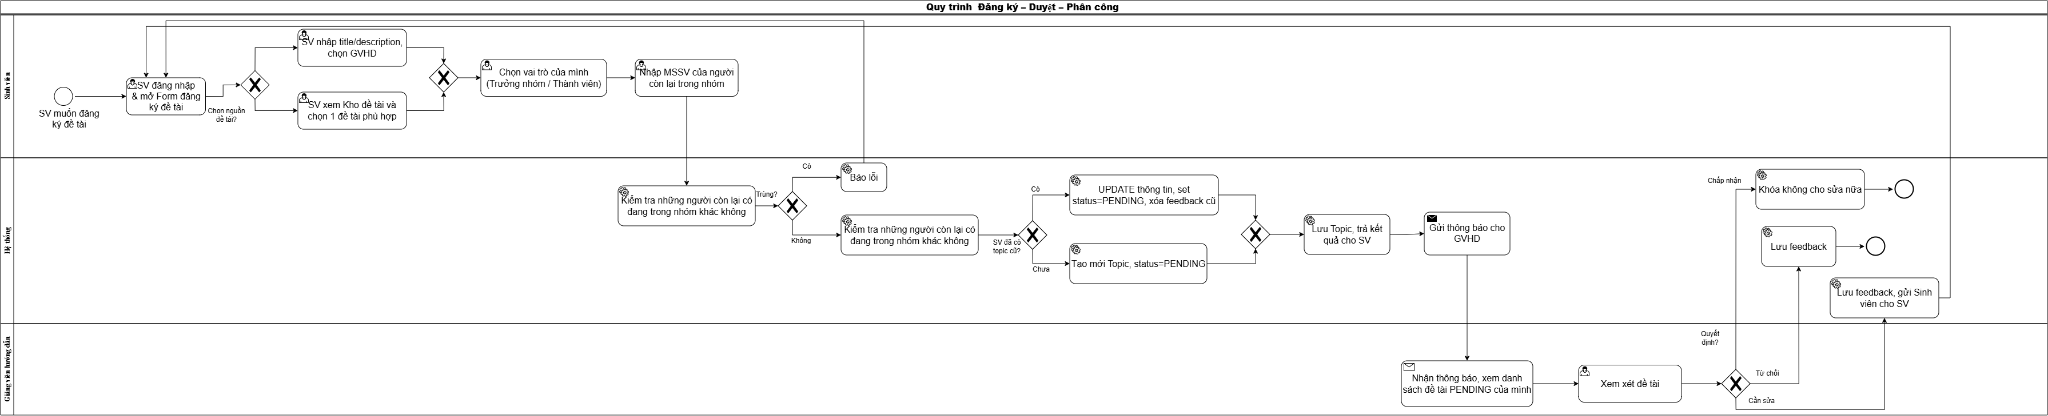 Quy trình Đăng ký – Duyệt – Phân công
Sinh viên
SV muốn đăng
ký đề tài
SV đăng nhập
& mở Form đăng
ký đề tài
Chọn nguồn
đề tài?
SV nhập title/description,
chọn GVHD
SV xem Kho đề tài và
chọn 1 đề tài phù hợp
Chọn vai trò của mình
(Trưởng nhóm / Thành viên)
Nhập MSSV của người
còn lại trong nhóm
Hệ thống
Kiểm tra những người còn lại có
đang trong nhóm khác không
Trùng?
Có
Báo lỗi
Không
Kiểm tra những người còn lại có
đang trong nhóm khác không
SV đã có
topic cũ?
Có
UPDATE thông tin, set
status=PENDING, xóa feedback cũ
Chưa
Tạo mới Topic, status=PENDING
Lưu Topic, trả kết
quả cho SV
Gửi thông báo cho
GVHD
Chấp nhận
Khóa không cho sửa nữa
Lưu feedback
Lưu feedback, gửi Sinh
viên cho SV
Giảng viên hướng dẫn
Nhận thông báo, xem danh
sách đề tài PENDING của mình
Xem xét đề tài
Quyết
định?
Từ chối
Cần sửa